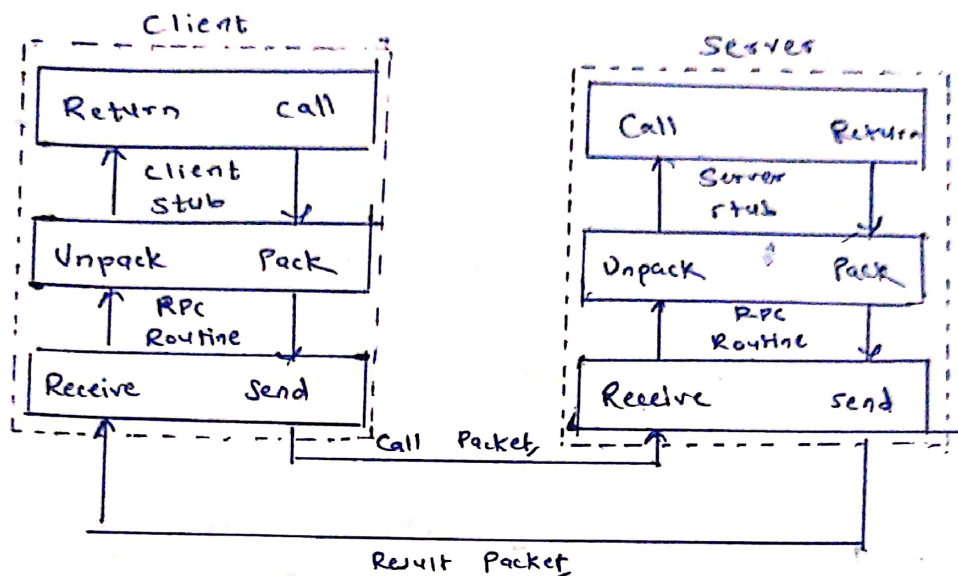 Client
Return Call
Client
Stub
Unpack Pack
RPC
Routine
Receive Send
Server
Call Return
Server
stub
Unpack Pack
RPC
Routine
Receive send
Call Packet
Result Packet